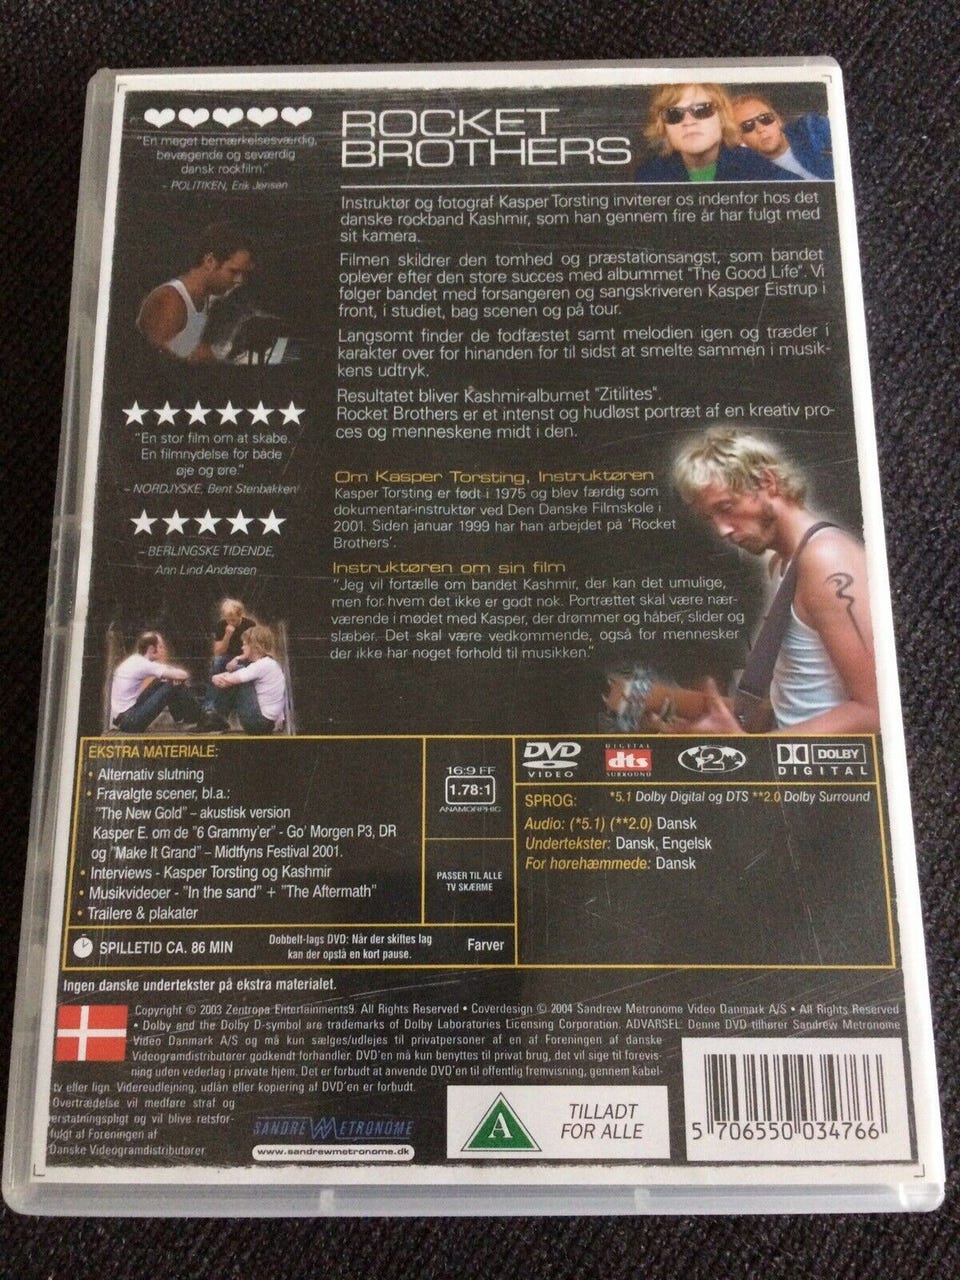 "En meget bemærkelsesværdig,
bevægende og seværdig
dansk rockfilm."
- POLITIKEN, Erik Jensen
ROCKET
BROTHERS
Instruktør og fotograf Kasper Torsting inviterer os indenfor hos det
danske rockband Kashmir, som han gennem fire år har fulgt med
sit kamera.
Filmen skildrer den tomhed og præstationsangst, som bandet
oplever efter den store succes med albummet "The Good Life". Vi
følger bandet med forsangeren og sangskriveren Kasper Eistrup i
front, i studiet, bag scenen og på tour.
Langsomt finder de fodfæstet samt melodien igen og træder i
karakter over for hinanden for til sidst at smelte sammen i musik-
kens udtryk.
Resultatet bliver Kashmir-albumet "Zitilites".
Rocket Brothers er et intenst og hudløst portræt af en kreativ pro-
ces og menneskene midt i den.
"En stor film om at skabe.
En filmnydelse for både
øje og øre."
- NORDJYSKE, Bent Stenbakken
- BERLINGSKE TIDENDE,
Ann Lind Andersen
Om Kasper Torsting, Instruktøren
Kasper Torsting er født i 1975 og blev færdig som
dokumentar-instruktør ved Den Danske Filmskole i
2001. Siden januar 1999 har han arbejdet på 'Rocket
Brothers'.
Instruktøren om sin film
"Jeg vil fortælle om bandet Kashmir, der kan det umulige,
men for hvem det ikke er godt nok. Portrættet skal være nær-
værende i mødet med Kasper, der drømmer og håber, slider og
slæber. Det skal være vedkommende, også for mennesker
der ikke har noget forhold til musikken."
EKSTRA MATERIALE:
• Alternativ slutning
• Fravalgte scener, bl.a.:
"The New Gold" – akustisk version
Kasper E. om de "6 Grammy'er" - Go' Morgen P3, DR
og "Make It Grand" – Midtfyns Festival 2001.
• Interviews - Kasper Torsting og Kashmir
• Musikvideoer - "In the sand" + "The Aftermath"
• Trailere & plakater
16:9 FF
1.78:1
ANAMORPHIC
PASSER TIL ALLE
TV SKÆRME
DVD
VIDEO
DIGITAL
dts
SURROUND
2
DOLBY
DIGITAL
SPROG: *5.1 Dolby Digital og DTS **2.0 Dolby Surround
Audio: (*5.1) (**2.0) Dansk
Undertekster: Dansk, Engelsk
For hørehæmmede: Dansk
SPILLETID CA. 86 MIN
Dobbelt-lags DVD: Når der skiftes lag
kan der opstå en kort pause.
Farver
Ingen danske undertekster på ekstra materialet.
Copyright © 2003 Zentropa Entertainments9. All Rights Reserved • Coverdesign © 2004 Sandrew Metronome Video Danmark A/S • All Rights Reserved
• Dolby and the Dolby D-symbol are trademarks of Dolby Laboratories Licensing Corporation. ADVARSEL: Denne DVD tilhører Sandrew Metronome
Video Danmark A/S og må kun sælges/udlejes til privatpersoner af en af Foreningen af danske
Videogramdistributører godkendt forhandler. DVD'en må kun benyttes til privat brug, det vil sige til forevis-
ning uden vederlag i private hjem. Det er forbudt at anvende DVD'en til offentlig fremvisning, gennem kabel-
tv eller lign. Videreudlejning, udlån eller kopiering af DVD'en er forbudt.
Overtrædelse vil medføre straf og
erstatningspligt og vil blive retsfor-
fulgt af Foreningen af
Danske Videogramdistributører
SANDREW METRONOME
www.sandrewmetronome.dk
A
TILLADT
FOR ALLE
5 706550 034766